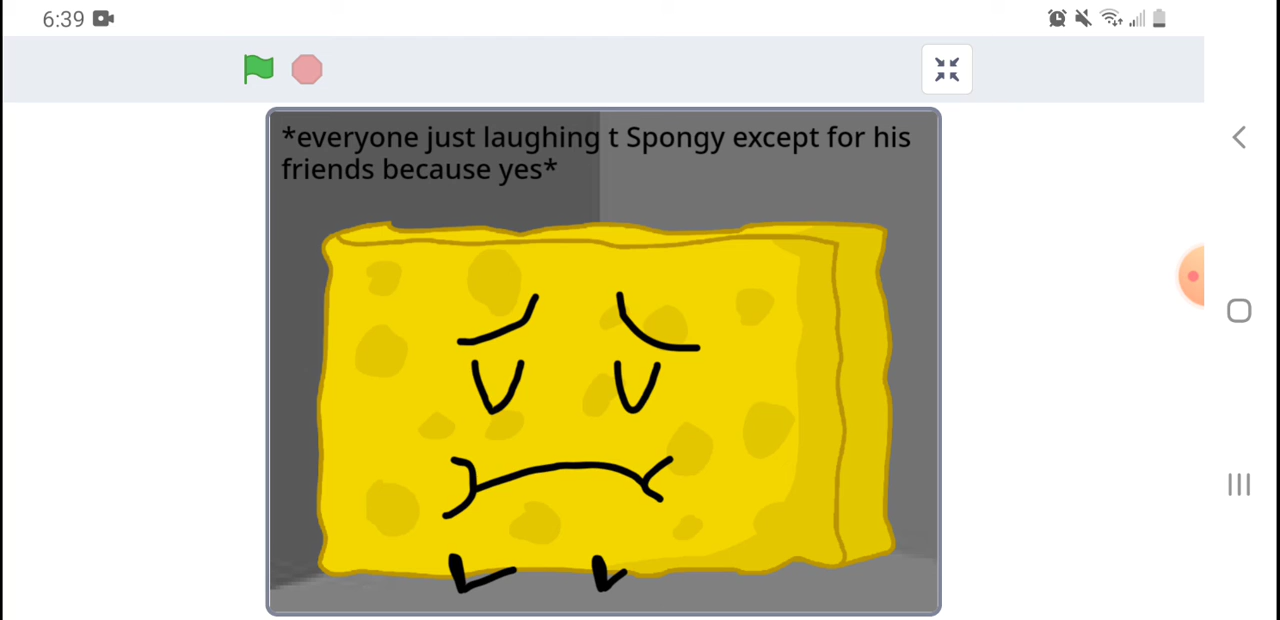 6:39
*everyone just laughing t Spongy except for his
friends because yes*